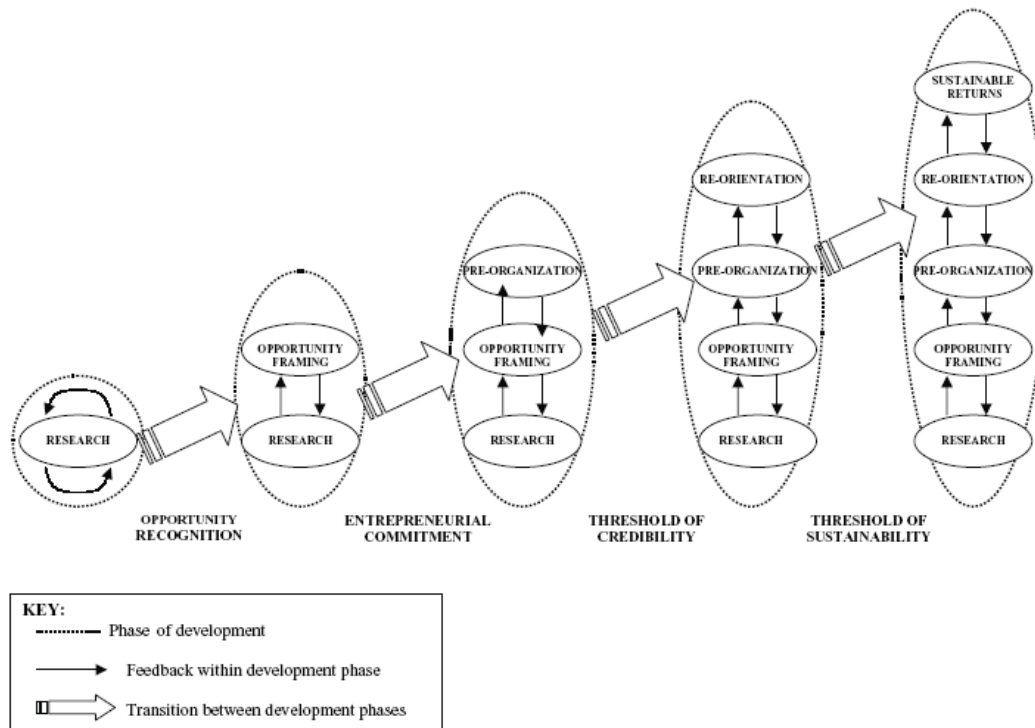 RESEARCH
OPPORTUNITY
RECOGNITION
OPPORTUNITY
FRAMING
RESEARCH
ENTREPRENEURIAL
COMMITMENT
PRE-ORGANIZATION
OPPORTUNITY
FRAMING
RESEARCH
THRESHOLD OF
CREDIBILITY
RE-ORIENTATION
PRE-ORGANIZATION
OPPORTUNITY
FRAMING
RESEARCH
THRESHOLD OF
SUSTAINABILITY
SUSTAINABLE
RETURNS
RE-ORIENTATION
PRE-ORGANIZATION
OPPORUNITY
FRAMING
RESEARCH
KEY:
Phase of development
Feedback within development phase
Transition between development phases